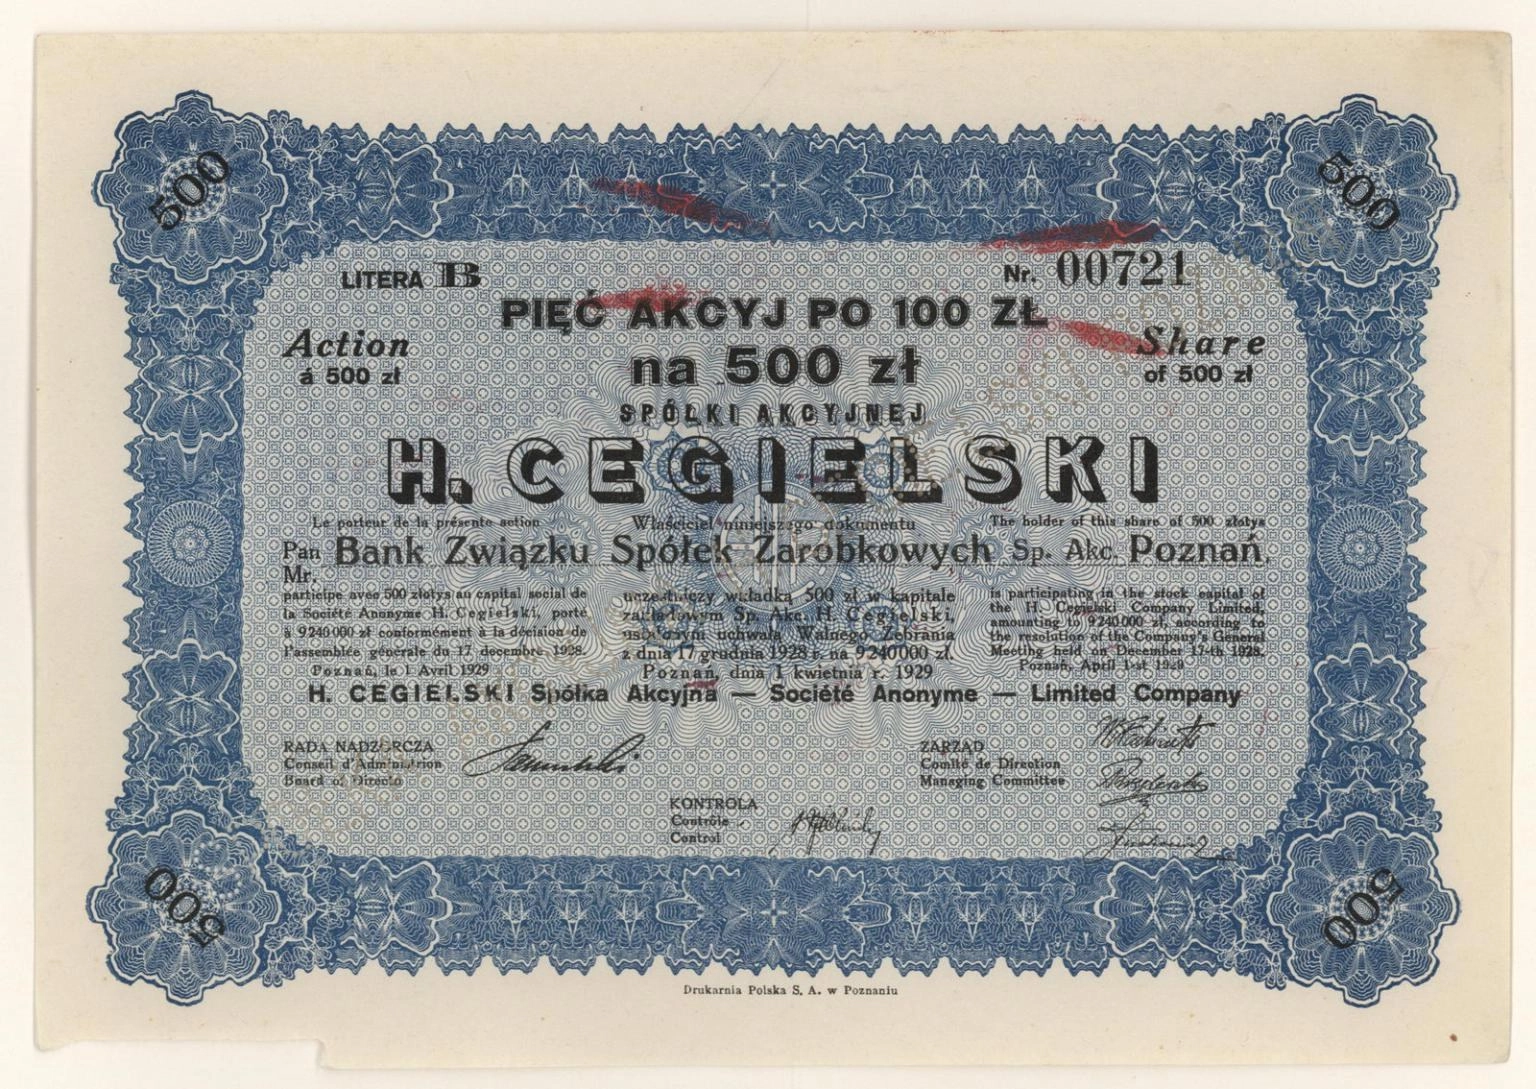 500
500
LITERA B
Nr. 00721
PIĘĆ AKCYJ PO 100 ZŁ
Action
á 500 zł
na 500 zł
Share
of 500 zł
SPÓŁKI AKCYJNEJ
H. CEGIELSKI
Le porteur de la présente action
Właściciel niniejszego dokumentu
The holder of this share of 500 złotys
Pan Bank Związku Spółek Zarobkowych Sp. Akc. Poznań.
Mr.
participe avec 500 złotys au capital social de
la Société Anonyme H. Cegielski, porté
à 9240000 zł conformément à la décision de
l'assemblée générale du 17 decembre 1928.
Poznań, le 1 Avril 1929
uczestniczy wkładką 500 zł w kapitale
zakładowym Sp. Akc. H. Cegielski,
ustalonym uchwałą Walnego Zebrania
z dnia 17 grudnia 1928 r. na 9240000 zł.
Poznań, dnia 1 kwietnia r. 1929
is participating in the stock capital of
the H. Cegielski Company Limited,
amounting to 9240000 zł, according to
the resolution of the Company's General
Meeting held on December 17-th 1928.
Poznań, April 1-st 1929
H. CEGIELSKI Spółka Akcyjna — Société Anonyme — Limited Company
RADA NADZORCZA
Conseil d'Administrion
Board of Directo
ZARZĄD
Comité de Direction
Managing Committee
KONTROLA
Contrôle
Control
500
500
Drukarnia Polska S. A. w Poznaniu